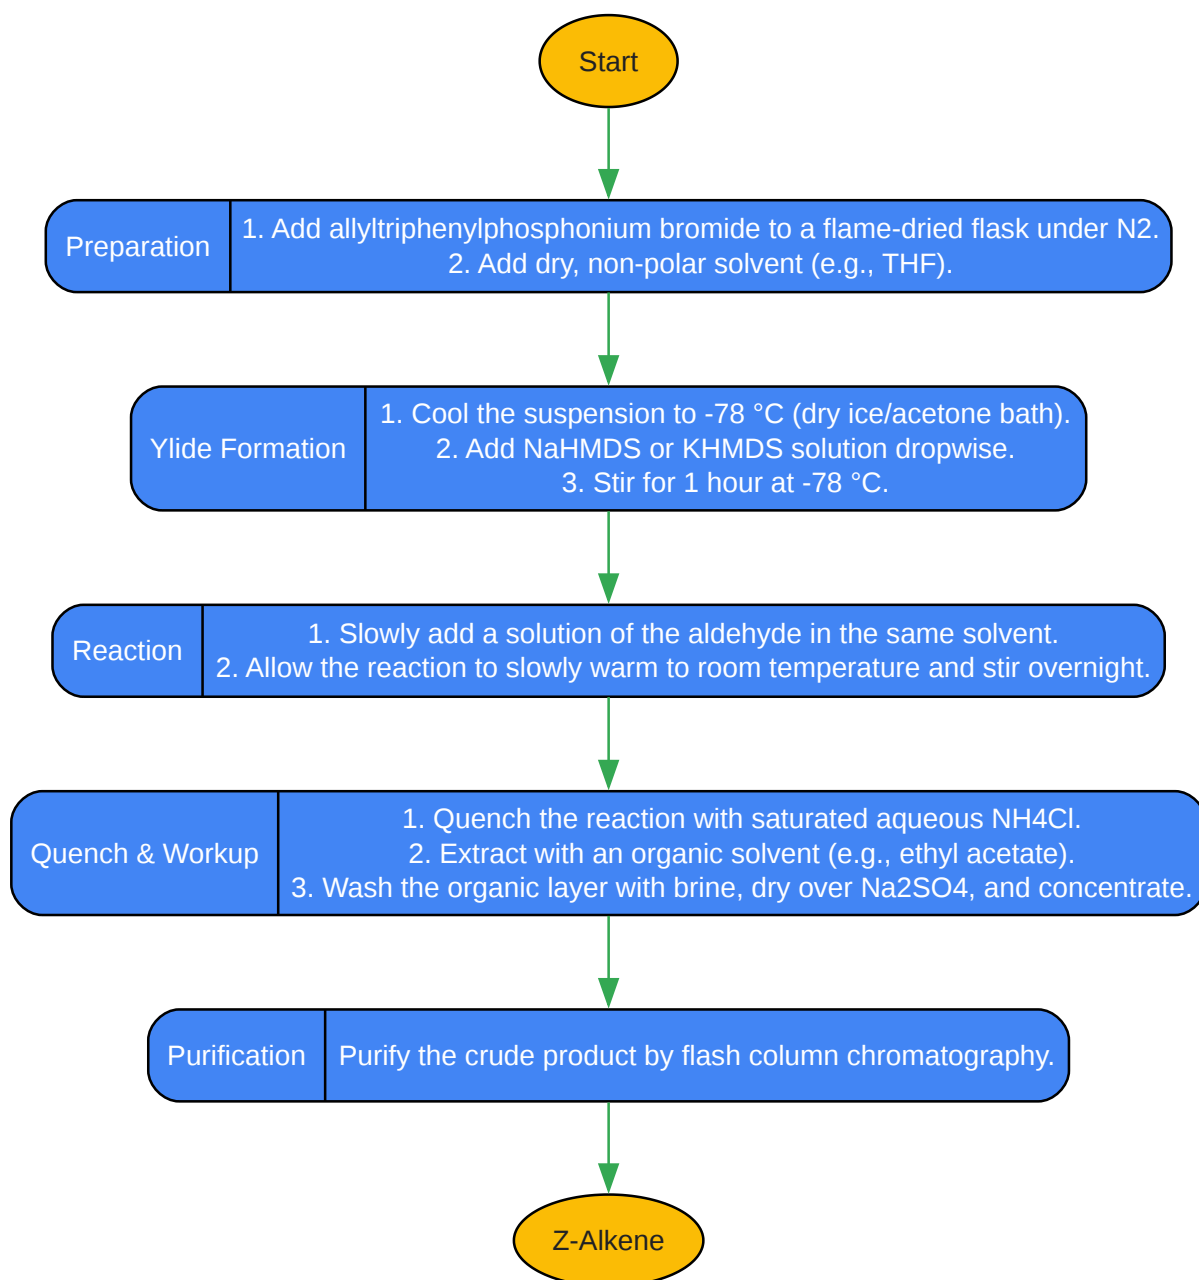 Start
Preparation
1. Add allyltriphenylphosphonium bromide to a flame-dried flask under N2.
2. Add dry, non-polar solvent (e.g., THF).
Ylide Formation
1. Cool the suspension to -78 °C (dry ice/acetone bath).
2. Add NaHMDS or KHMDS solution dropwise.
3. Stir for 1 hour at -78 °C.
Reaction
1. Slowly add a solution of the aldehyde in the same solvent.
2. Allow the reaction to slowly warm to room temperature and stir overnight.
Quench & Workup
1. Quench the reaction with saturated aqueous NH4Cl.
2. Extract with an organic solvent (e.g., ethyl acetate).
3. Wash the organic layer with brine, dry over Na2SO4, and concentrate.
Purification
Purify the crude product by flash column chromatography.
Z-Alkene